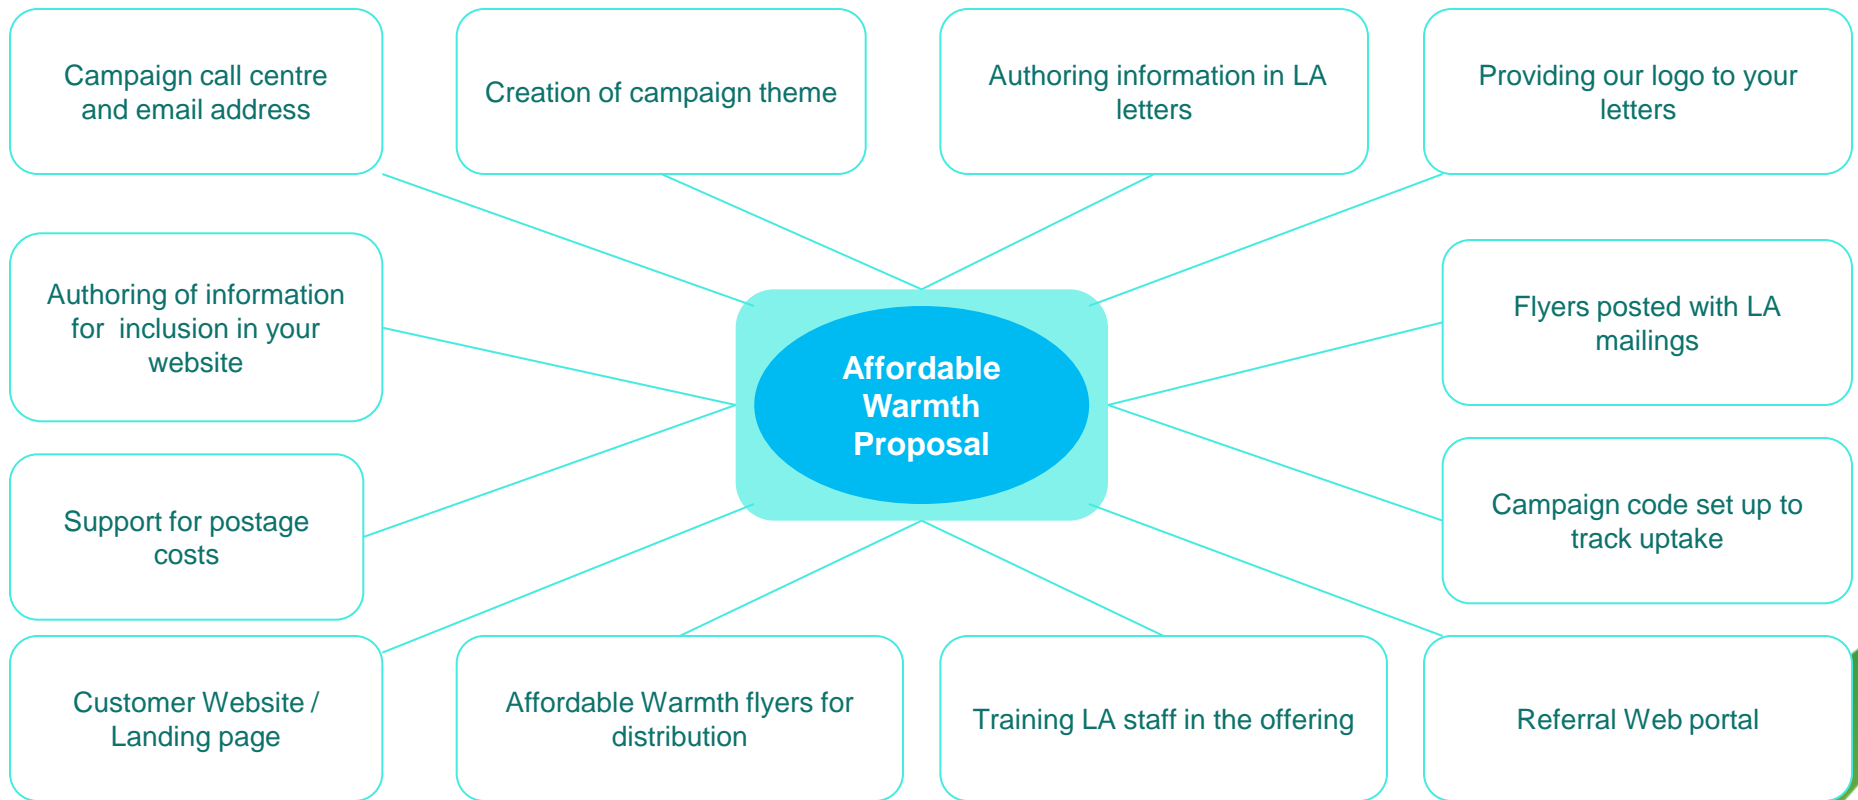 Campaign call centre
and email address
Creation of campaign theme
Authoring information in LA
letters
Providing our logo to your
letters
Authoring of information
for  inclusion in your
website
Flyers posted with LA
mailings
Affordable
Warmth
Proposal
Support for postage
costs
Campaign code set up to
track uptake
Customer Website /
Landing page
Affordable Warmth flyers for
distribution
Training LA staff in the offering
Referral Web portal